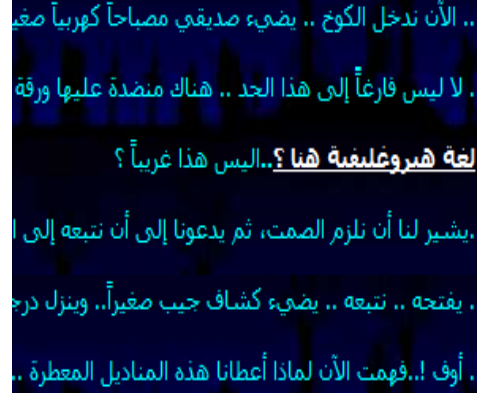 .. الآن ندخل الكوخ .. يضيء صديقي مصباحاً كهربياً
. لا ليس فارغاً إلى هذا الحد .. هناك منضدة عليها ورقة
لغة هيروغليفية هنا ؟..اليس هذا غريباً ؟
.يشير لنا أن نلزم الصمت، ثم يدعونا إلى أن نتبعه إلى
. يفتحه .. نتبعه .. يضيء كشاف جيب صغيراً.. وينزل
. أوف !..فهمت الآن لماذا أعطانا هذه المناديل المعطرة ..